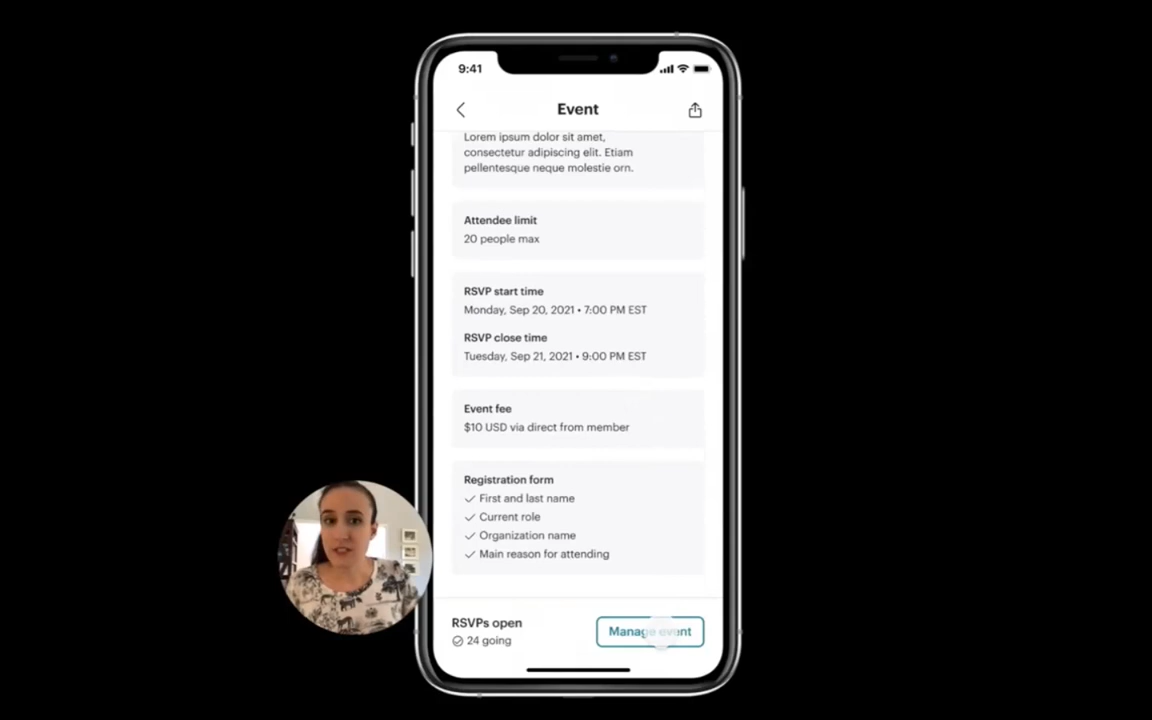 9:41
Event
Lorem ipsum dolor sit amet,
consectetur adipiscing elit. Etiam
pellentesque neque molestie orn.
Attendee limit
20 people max
RSVP start time
Monday, Sep 20, 2021 • 7:00 PM EST
RSVP close time
Tuesday, Sep 21, 2021 • 9:00 PM EST
Event fee
$10 USD via direct from member
Registration form
First and last name
Current role
Organization name
Main reason for attending
RSVPs open
24 going
Manage event